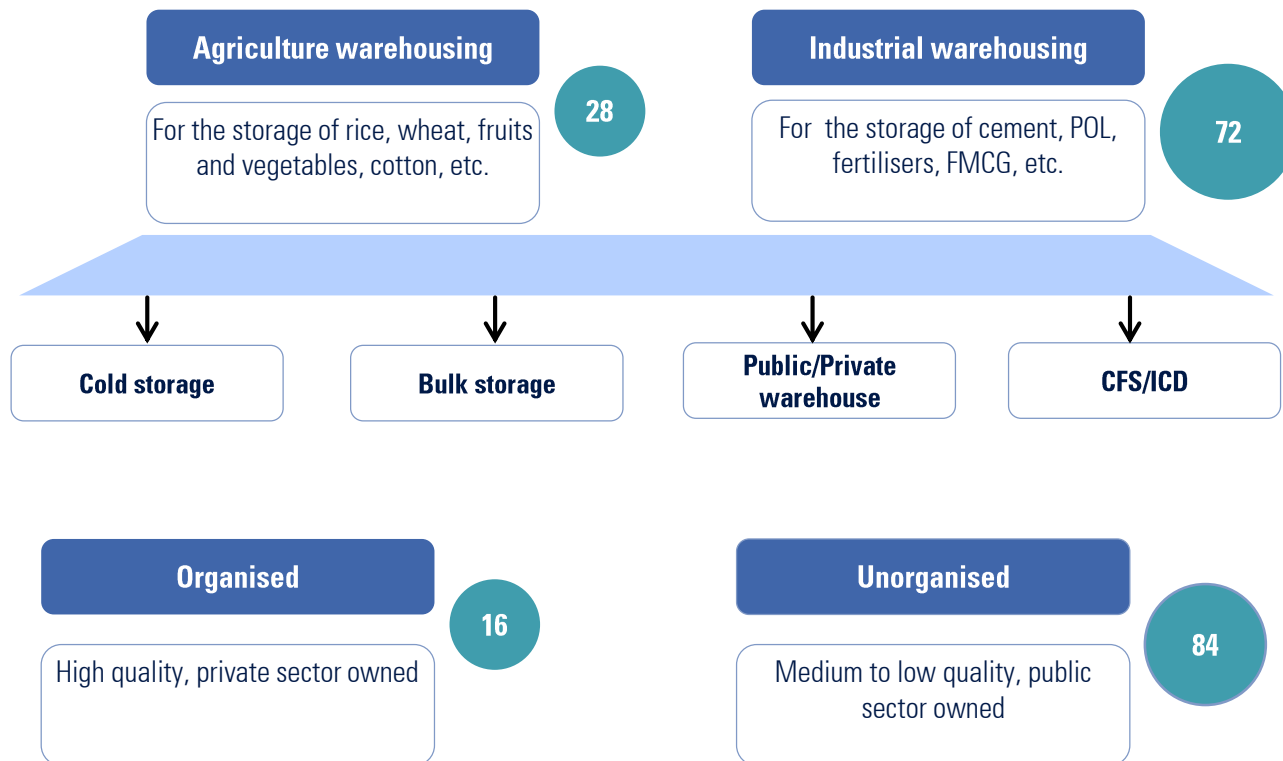 Agriculture warehousing
Industrial warehousing
28
72
For the storage of rice, wheat, fruits
and vegetables, cotton, etc.
For the storage of cement, POL,
fertilisers, FMCG, etc.
Cold storage
Bulk storage
Public/Private
warehouse
CFS/ICD
Organised
Unorganised
16
84
High quality, private sector owned
Medium to low quality, public
sector owned